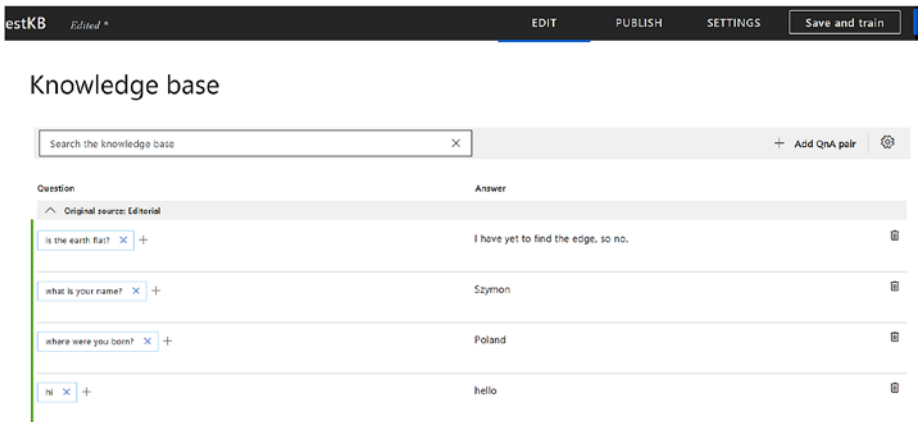 estKB Edited * EDIT PUBLISH SETTINGS Save and train
Knowledge base
Search the knowledge base × + Add QnA pair
Question Answer
Original source: Editorial
is the earth flat? × + I have yet to find the edge, so no.
what is your name? × + Szymon
where were you born? × + Poland
hi × + hello